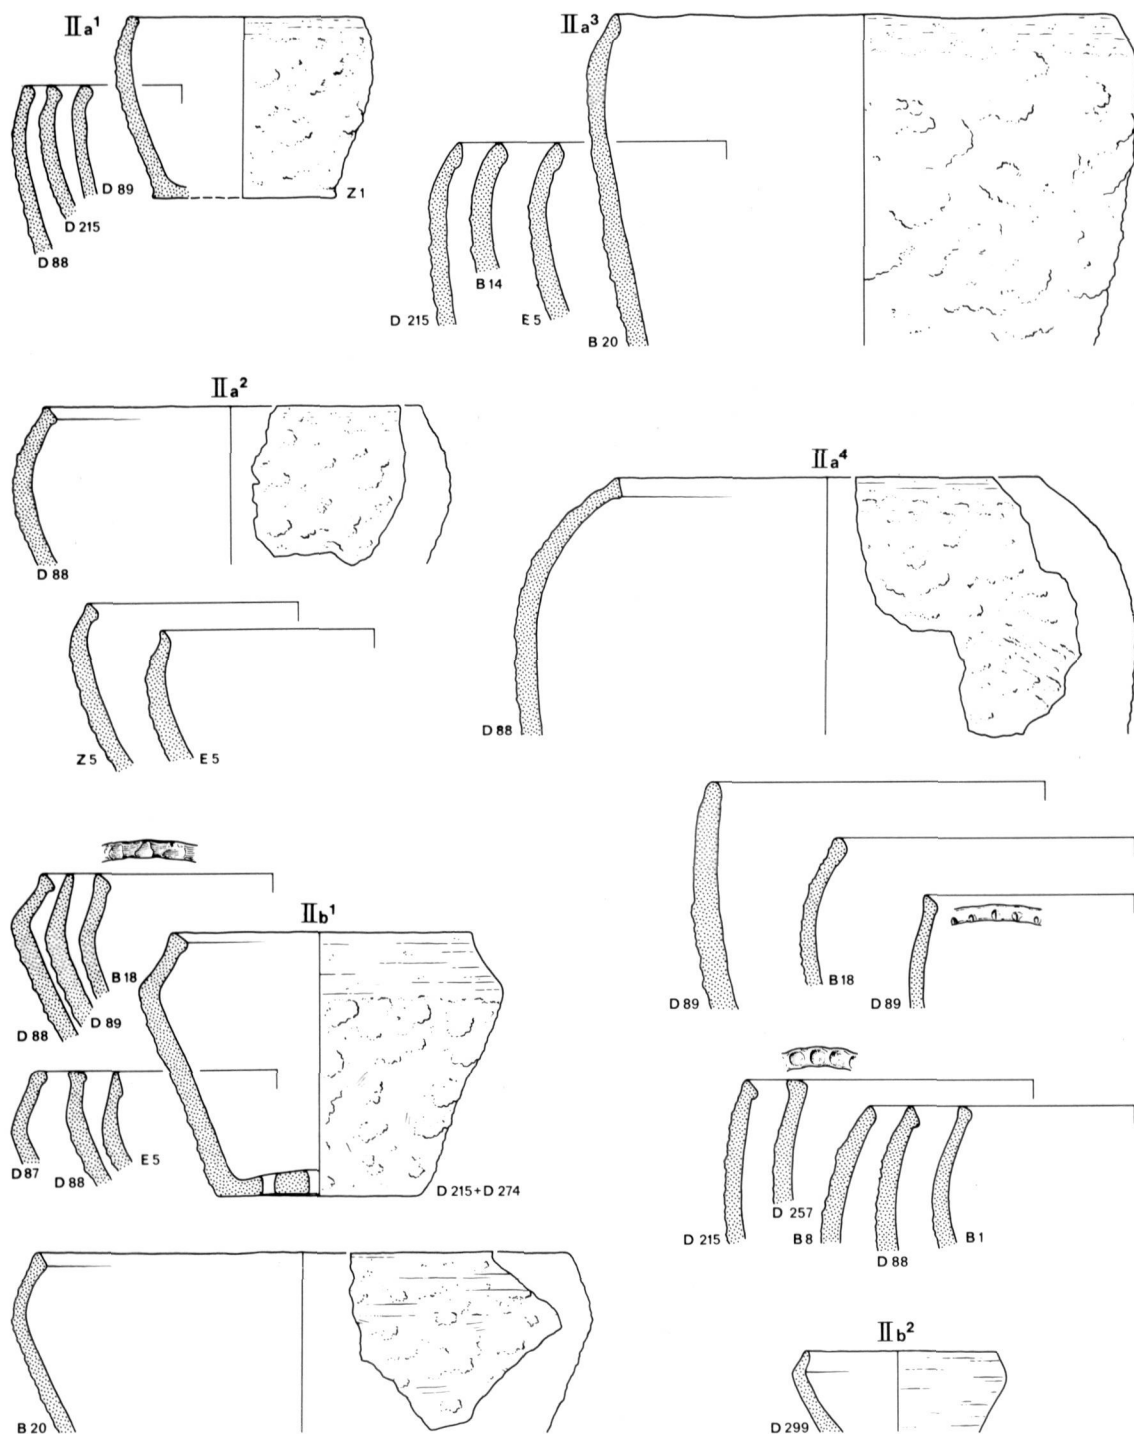 Ⅱa¹
D 89
D 215
D 88
Z 1
Ⅱa³
D 215
B 14
E 5
B 20
Ⅱa²
D 88
Z 5
E 5
Ⅱa⁴
D 88
B 18
D 89
D 88
Ⅱb¹
D 87
D 88
E 5
D 215 + D 274
D 89
B 18
D 89
D 215
D 257
B 8
D 88
B 1
B 20
Ⅱb²
D 299